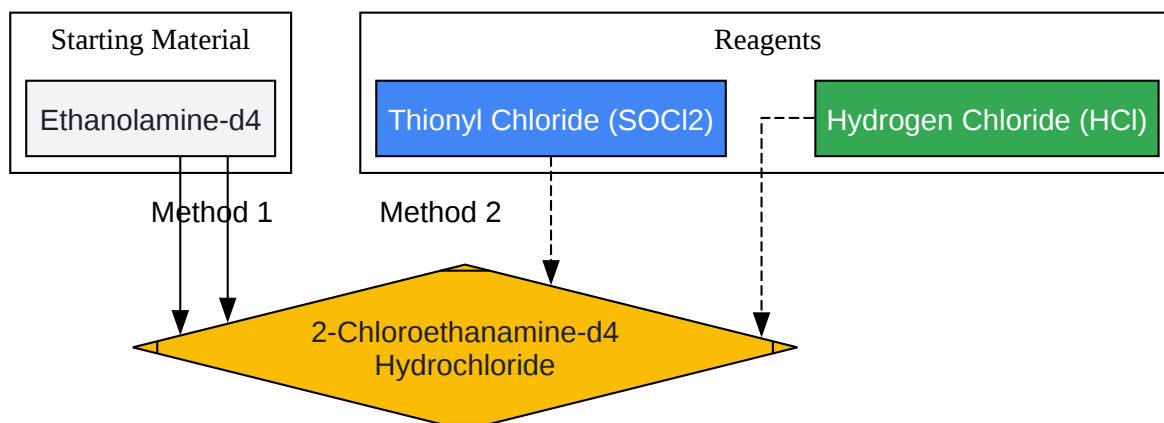 Starting Material
Reagents
Ethanolamine-d4
Thionyl Chloride (SOCl2)
Hydrogen Chloride (HCl)
Method 1
Method 2
2-Chloroethanamine-d4
Hydrochloride